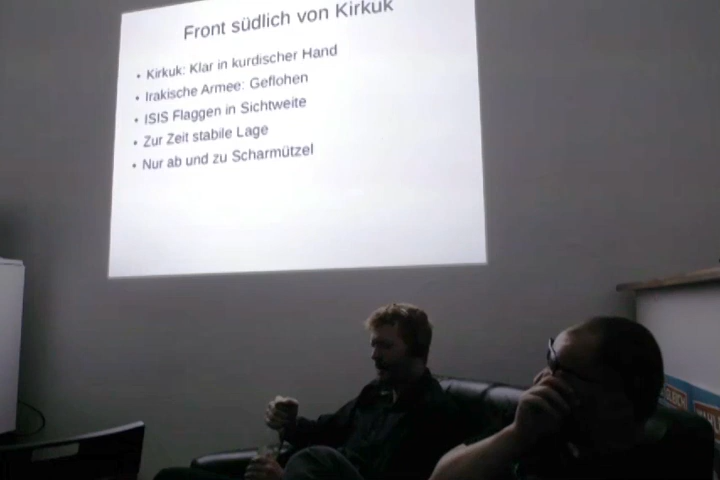 Front südlich von Kirkuk
• Kirkuk: Klar in kurdischer Hand
• Irakische Armee: Geflohen
• ISIS Flaggen in Sichtweite
• Zur Zeit stabile Lage
• Nur ab und zu Scharmützel